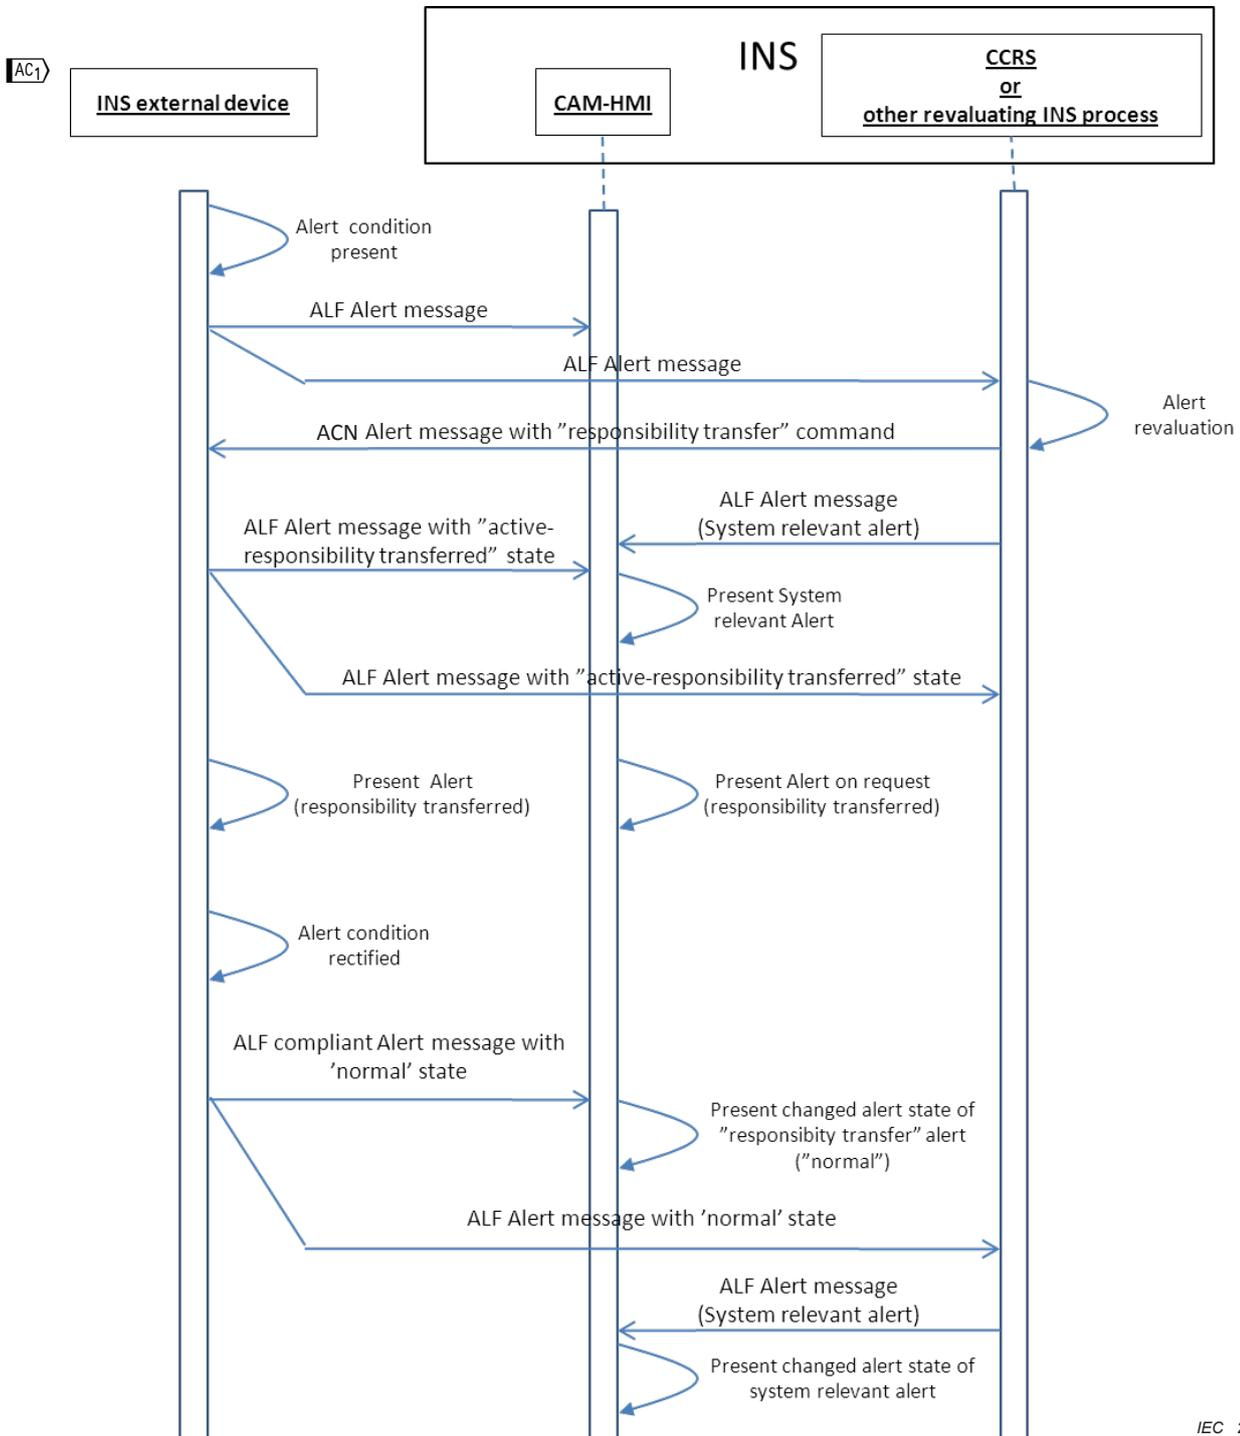 AC1
INS
INS external device
CAM-HMI
CCRS
or
other revaluating INS process
Alert condition
present
ALF Alert message
ALF Alert message
Alert
revaluation
ACN Alert message with ”responsibility transfer” command
ALF Alert message
(System relevant alert)
ALF Alert message with ”active-
responsibility transferred” state
Present System
relevant Alert
ALF Alert message with ”active-responsibility transferred” state
Present Alert
(responsibility transferred)
Present Alert on request
(responsibility transferred)
Alert condition
rectified
ALF compliant Alert message with
’normal’ state
Present changed alert state of
”responsibity transfer” alert
(”normal”)
ALF Alert message with ’normal’ state
ALF Alert message
(System relevant alert)
Present changed alert state of
system relevant alert
IEC